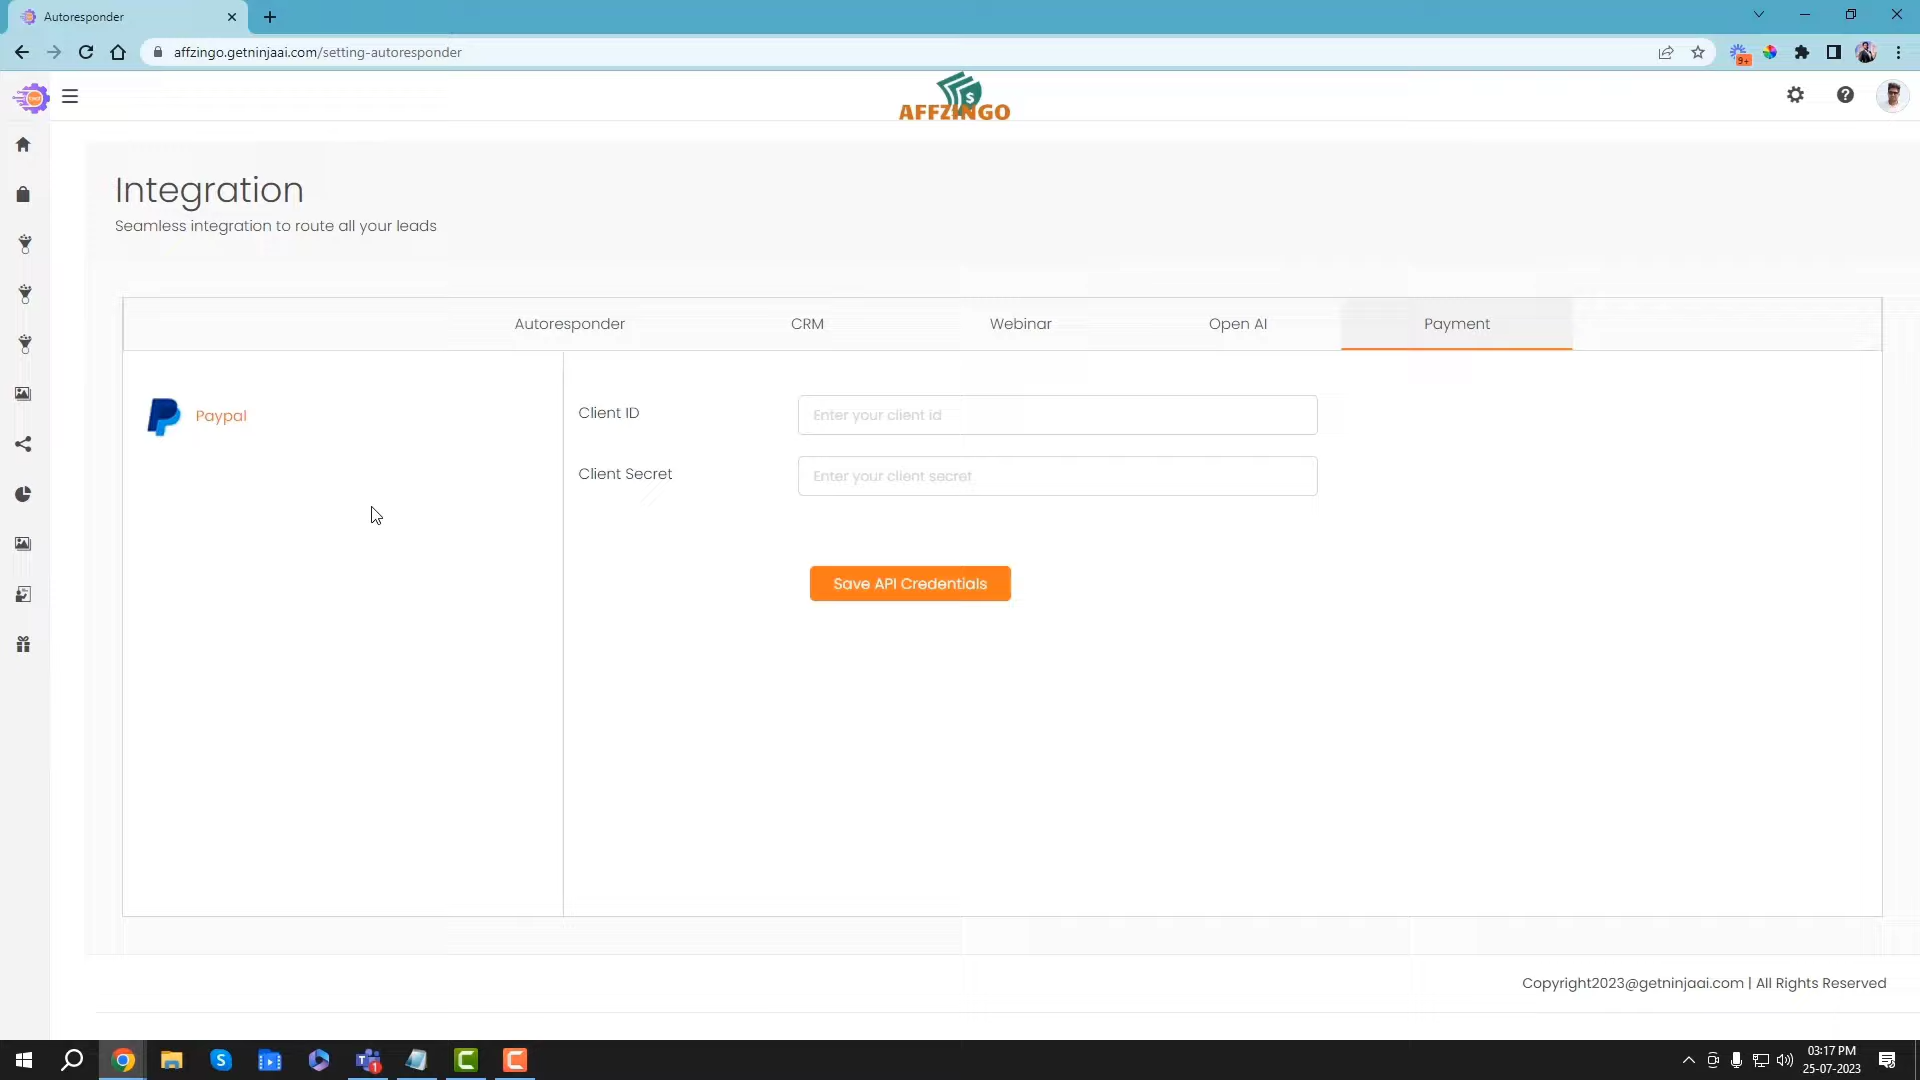 Autoresponder
affzingo.getninjaai.com/setting-autoresponder
9+
$
AFFZINGO
Integration
Seamless integration to route all your leads
Autoresponder
CRM
Webinar
Open AI
Payment
Paypal
Client ID
Enter your client id
Client Secret
Enter your client secret
Save API Credentials
Copyright2023@getninjaai.com | All Rights Reserved
03:17 PM
25-07-2023